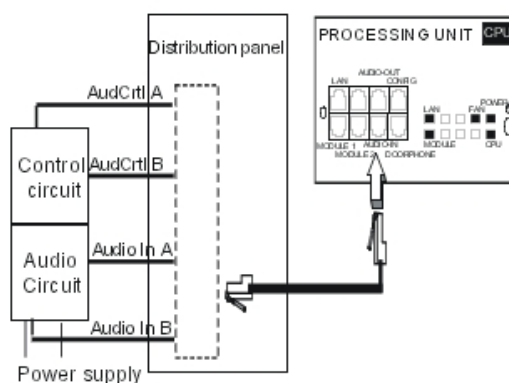 Distribution panel
AudCrtl A
AudCrtl B
Control
circuit
Audio
Circuit
Audio In A
Audio In B
Power supply
PROCESSING UNIT CPU
AUDIO-OUT
LAN CONFIG
MODULE 1 AUDIO-IN
MODULE 2 DOORPHONE
POWER
LAN FAN
MODULE CPU